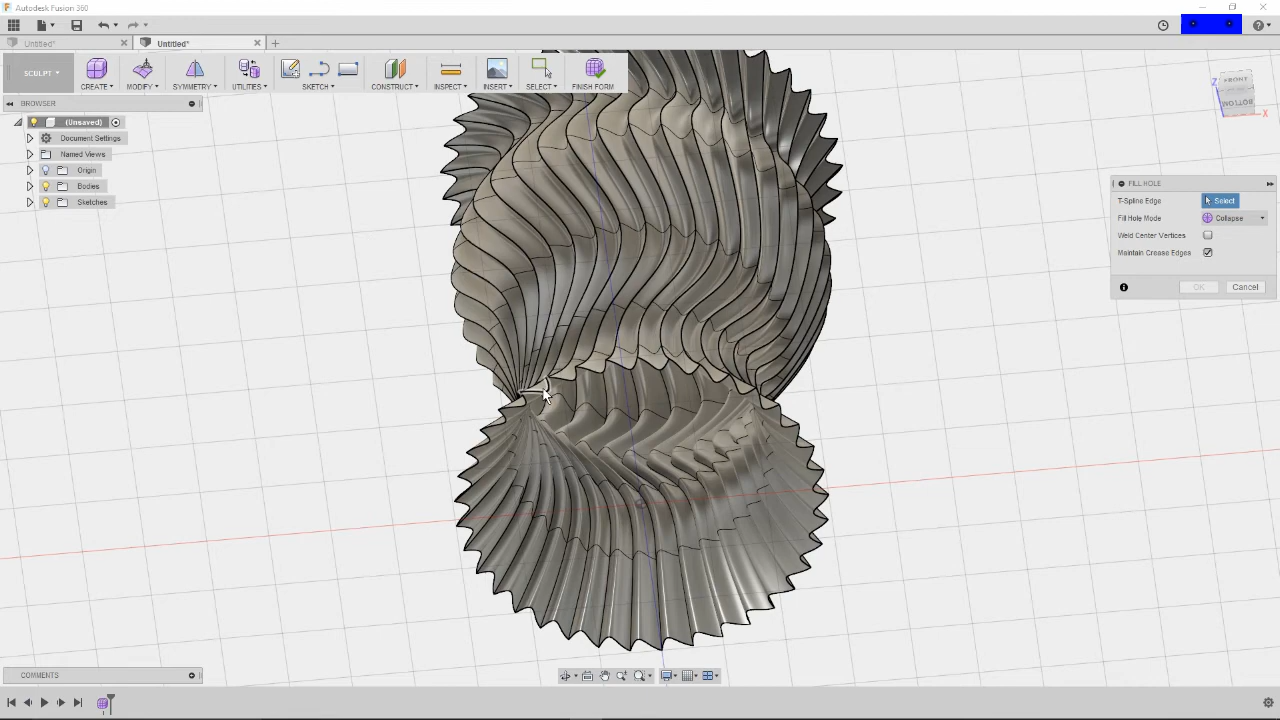 Autodesk Fusion 360
Untitled*
Untitled*
SCULPT
CREATE
MODIFY
SYMMETRY
UTILITIES
SKETCH
CONSTRUCT
INSPECT
INSERT
SELECT
FINISH FORM
BROWSER
(Unsaved)
Document Settings
Named Views
Origin
Bodies
Sketches
Z
FRONT
BOTTOM
X
FILL HOLE
T-Spline Edge
Select
Fill Hole Mode
Collapse
Weld Center Vertices
Maintain Crease Edges
OK
Cancel
COMMENTS